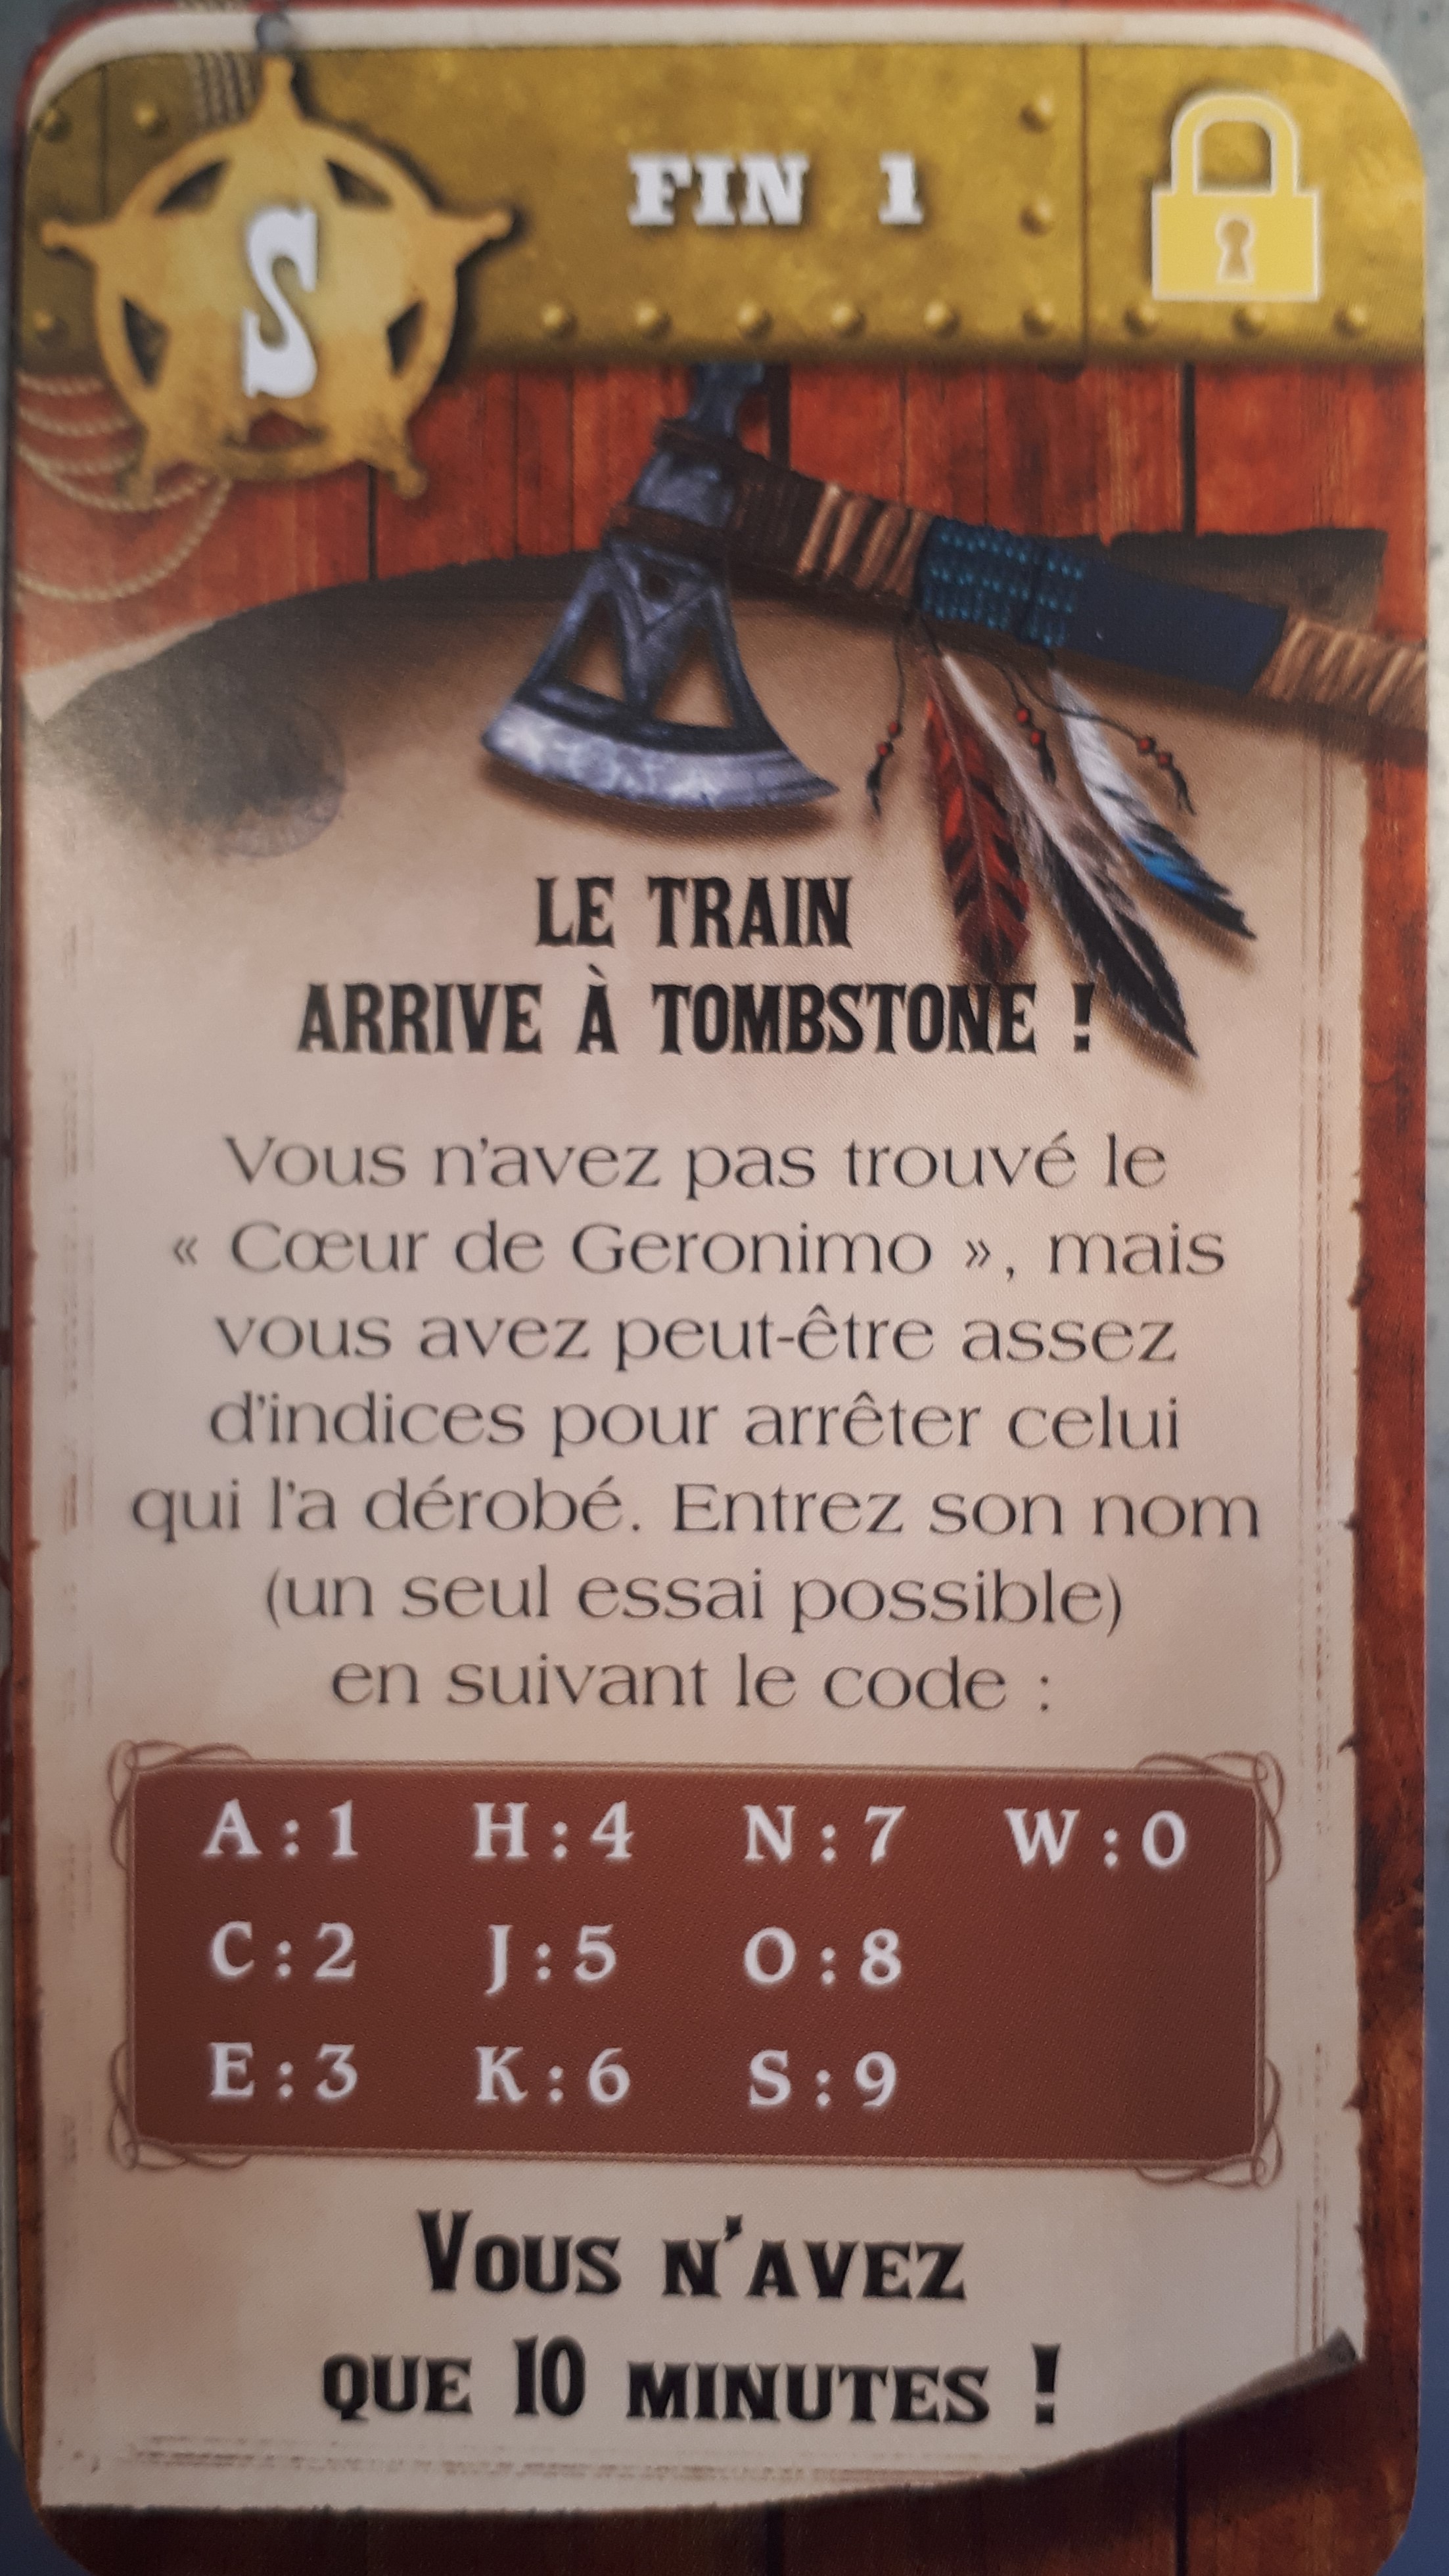 S
FIN 1
LE TRAIN
ARRIVE À TOMBSTONE !
Vous n'avez pas trouvé le
« Cœur de Geronimo », mais
vous avez peut-être assez
d'indices pour arrêter celui
qui l'a dérobé. Entrez son nom
(un seul essai possible)
en suivant le code :
A : 1 H : 4 N : 7 W : 0
C : 2 J : 5 O : 8
E : 3 K : 6 S : 9
VOUS N'AVEZ
QUE 10 MINUTES !